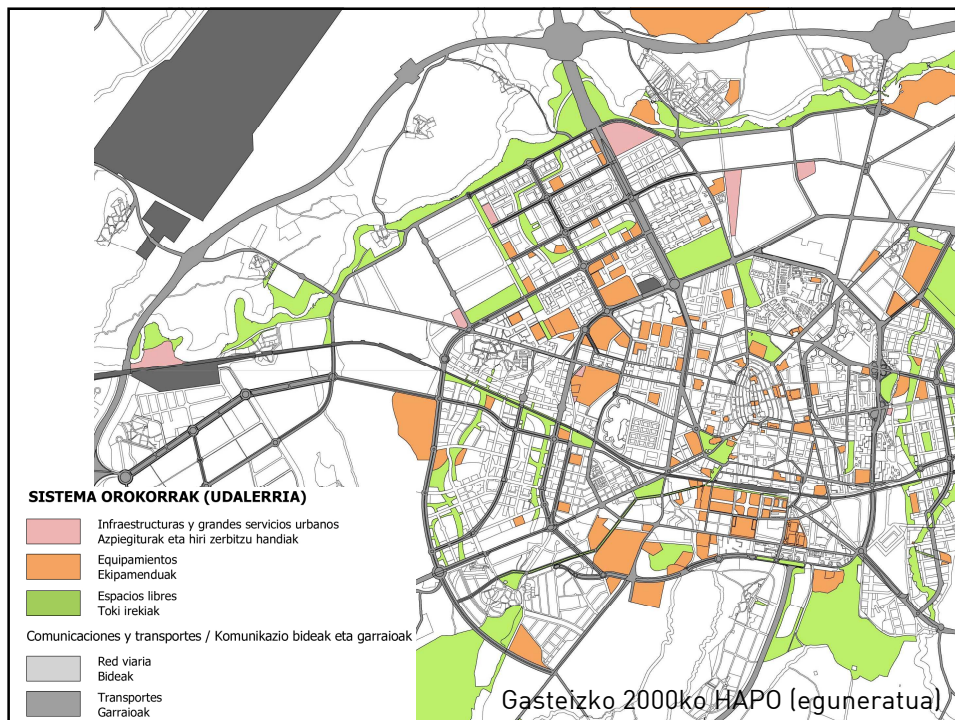 SISTEMA OROKORRAK (UDALERRIA)
Infraestructuras y grandes servicios urbanos
Azpiegiturak eta hiri zerbitzu handiak
Equipamientos
Ekipamenduak
Espacios libres
Toki irekiak
Comunicaciones y transportes / Komunikazio bideak eta garraioak
Red viaria
Bideak
Transportes
Garraioak
Gasteizko 2000ko HAPO (eguneratua)